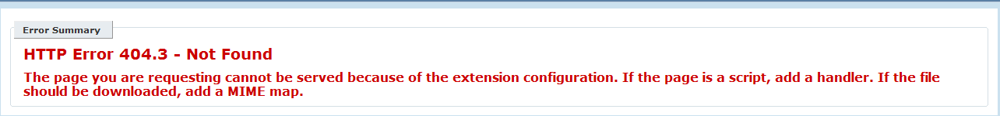 Error Summary
HTTP Error 404.3 - Not Found
The page you are requesting cannot be served because of the extension configuration. If the page is a script, add a handler. If the file
should be downloaded, add a MIME map.